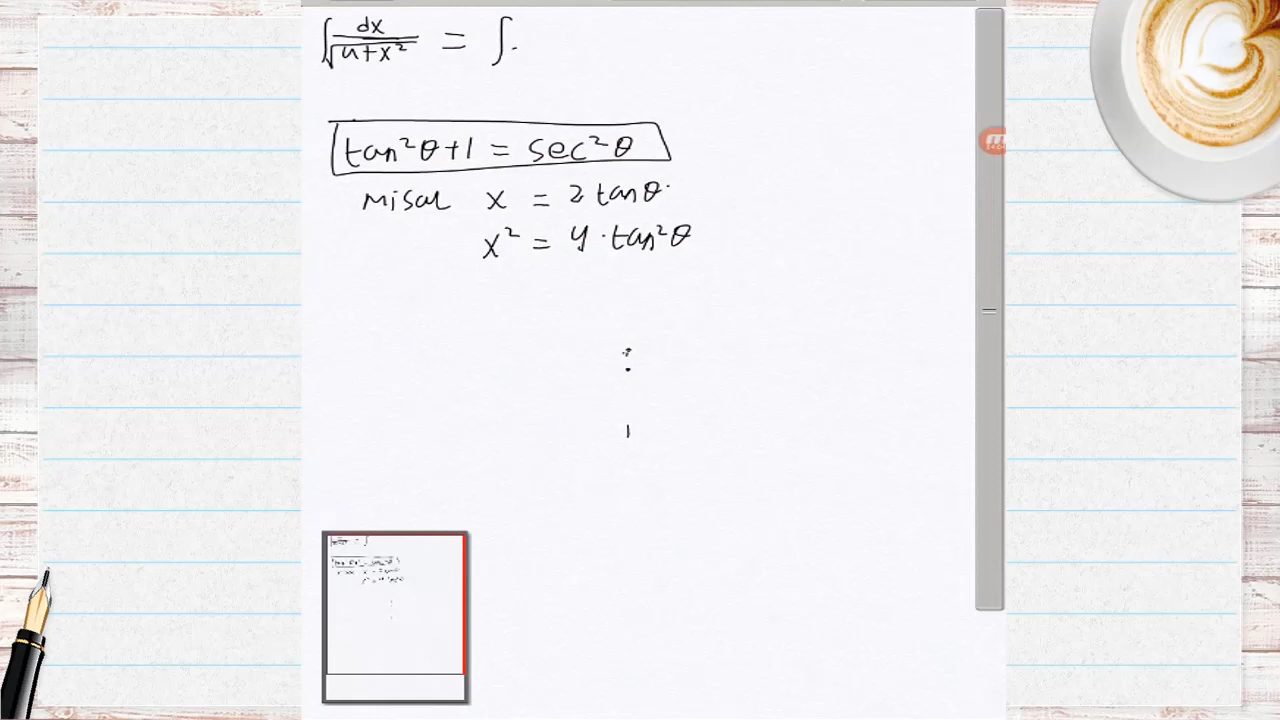 ∫ dx/√(4+x²) = ∫.
tan²θ+1 = sec²θ
misal x = 2 tanθ.
x² = 4 · tan²θ